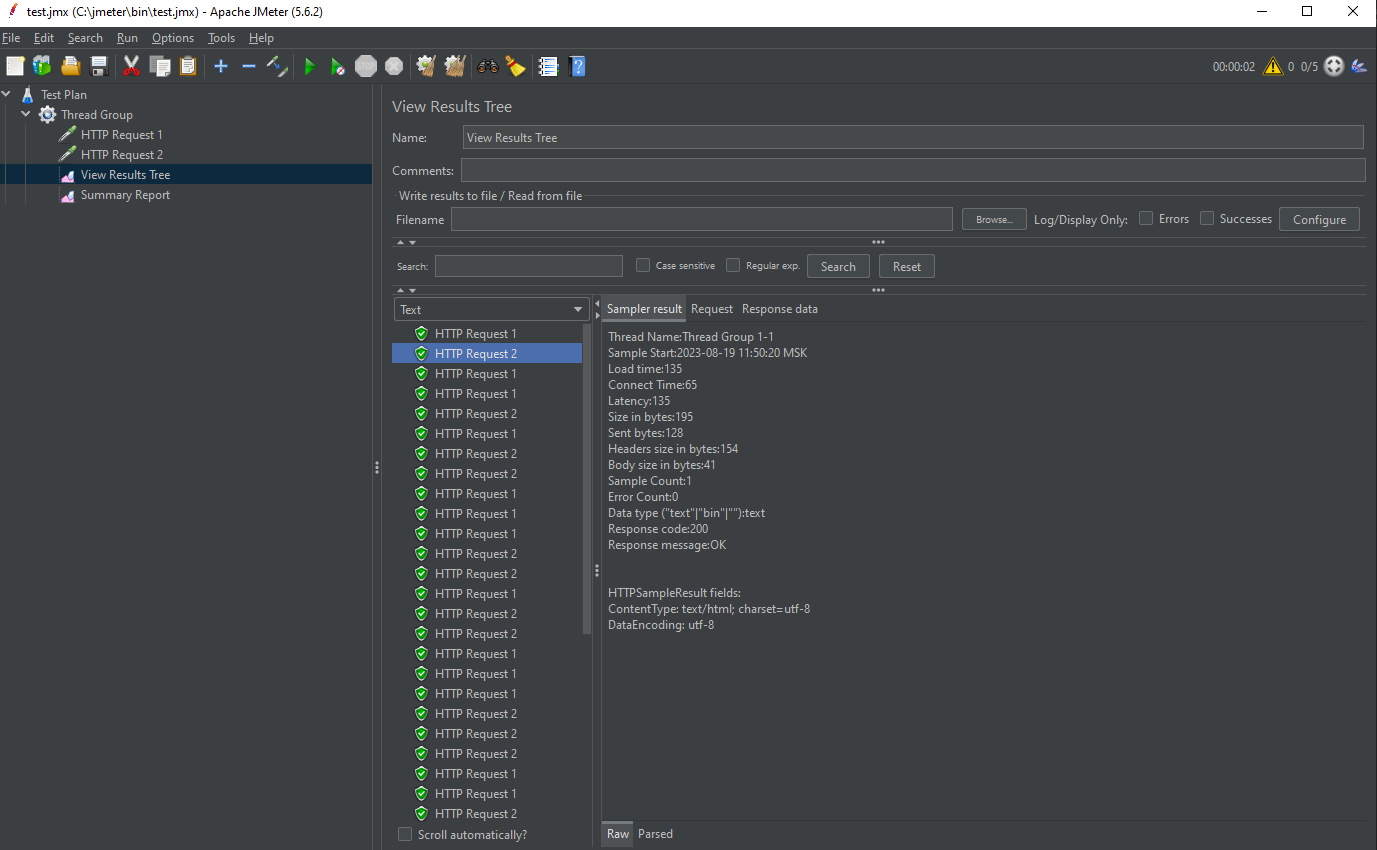 test.jmx (C:\jmeter\bin\test.jmx) - Apache JMeter (5.6.2)
File Edit Search Run Options Tools Help
STOP
00:00:02 0 0/5
Test Plan
Thread Group
HTTP Request 1
HTTP Request 2
View Results Tree
Summary Report
View Results Tree
Name: View Results Tree
Comments:
Write results to file / Read from file
Filename Browse... Log/Display Only: Errors Successes Configure
Search: Case sensitive Regular exp. Search Reset
Text
HTTP Request 1
HTTP Request 2
HTTP Request 1
HTTP Request 1
HTTP Request 2
HTTP Request 1
HTTP Request 2
HTTP Request 2
HTTP Request 1
HTTP Request 1
HTTP Request 1
HTTP Request 2
HTTP Request 2
HTTP Request 1
HTTP Request 2
HTTP Request 2
HTTP Request 1
HTTP Request 1
HTTP Request 1
HTTP Request 2
HTTP Request 2
HTTP Request 2
HTTP Request 1
HTTP Request 1
HTTP Request 2
Scroll automatically?
Sampler result Request Response data
Thread Name:Thread Group 1-1
Sample Start:2023-08-19 11:50:20 MSK
Load time:135
Connect Time:65
Latency:135
Size in bytes:195
Sent bytes:128
Headers size in bytes:154
Body size in bytes:41
Sample Count:1
Error Count:0
Data type ("text"|"bin"|""):text
Response code:200
Response message:OK
HTTPSampleResult fields:
ContentType: text/html; charset=utf-8
DataEncoding: utf-8
Raw Parsed